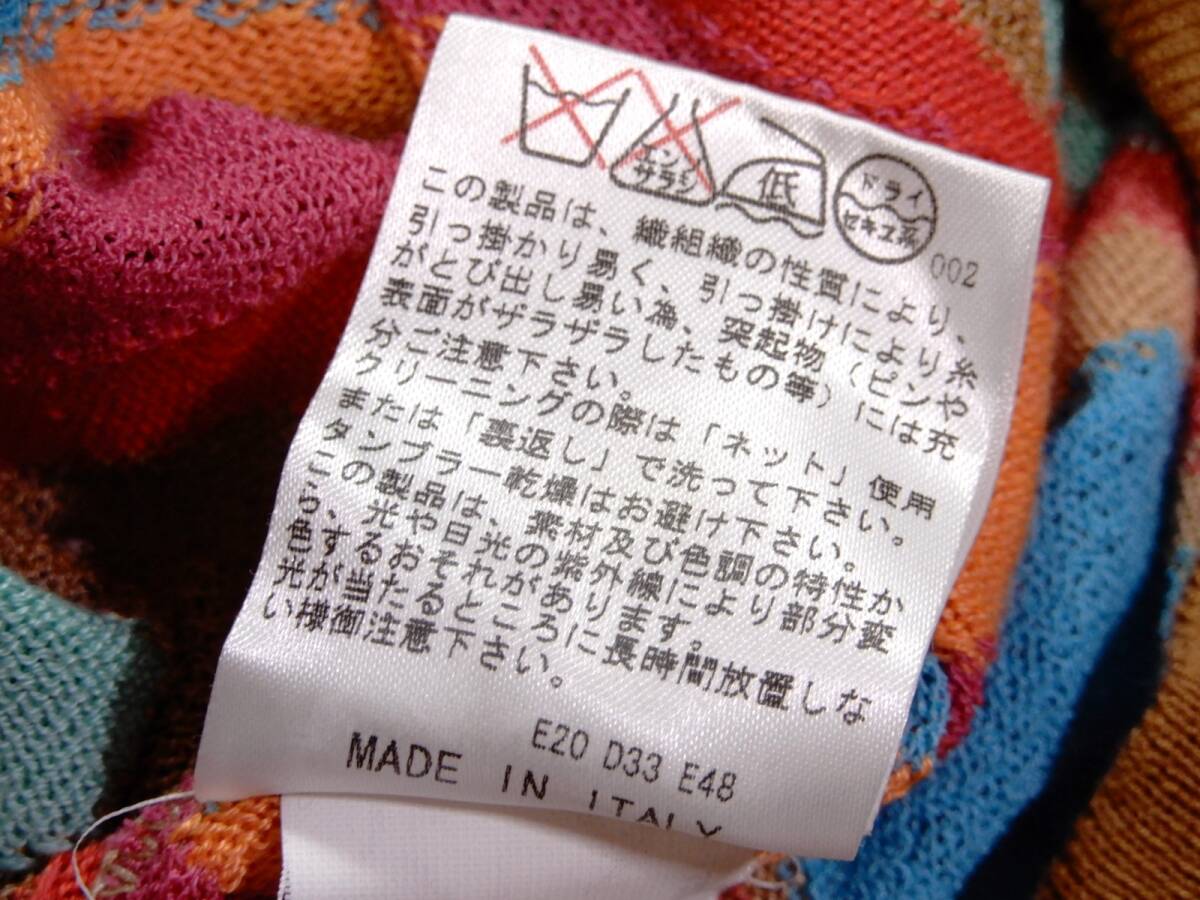 エンソ
サラシ
低
ドライ
セキユ系
002
この製品は、繊組織の性質により、
引っ掛かり易く、引っ掛けにより糸
がとび出し易い為、突起物（ピンや
表面がザラザラしたもの等）には充
分ご注意下さい。
クリーニングの際は「ネット」使用
または「裏返し」で洗って下さい。
タンブラー乾燥はお避け下さい。
この製品は、素材及び色調の特性か
ら、光や日光の紫外線により部分変
色するおそれがあります。
光が当たるところに長時間放置しな
い様御注意下さい。
E20 D33 E48
MADE IN ITALY